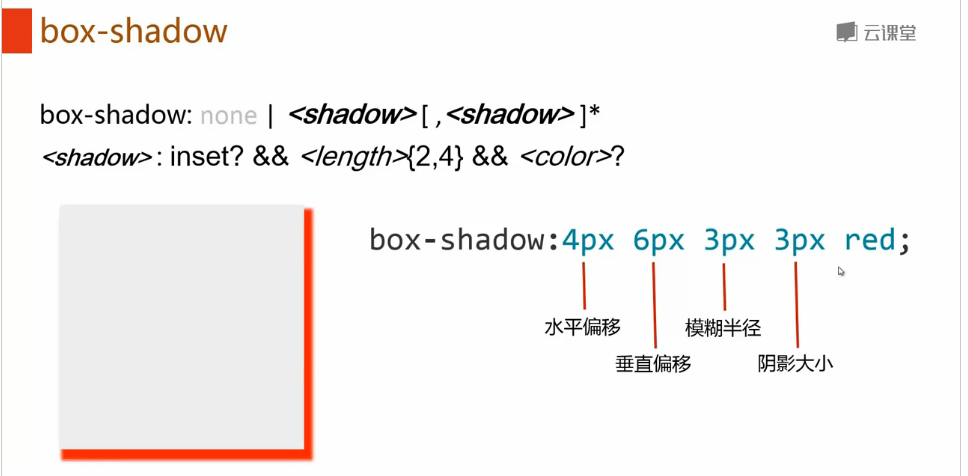 box-shadow
云课堂
box-shadow: none | <shadow>[ ,<shadow>]*
<shadow>: inset? && <length>{2,4} && <color>?
box-shadow:4px 6px 3px 3px red;
水平偏移
模糊半径
垂直偏移
阴影大小